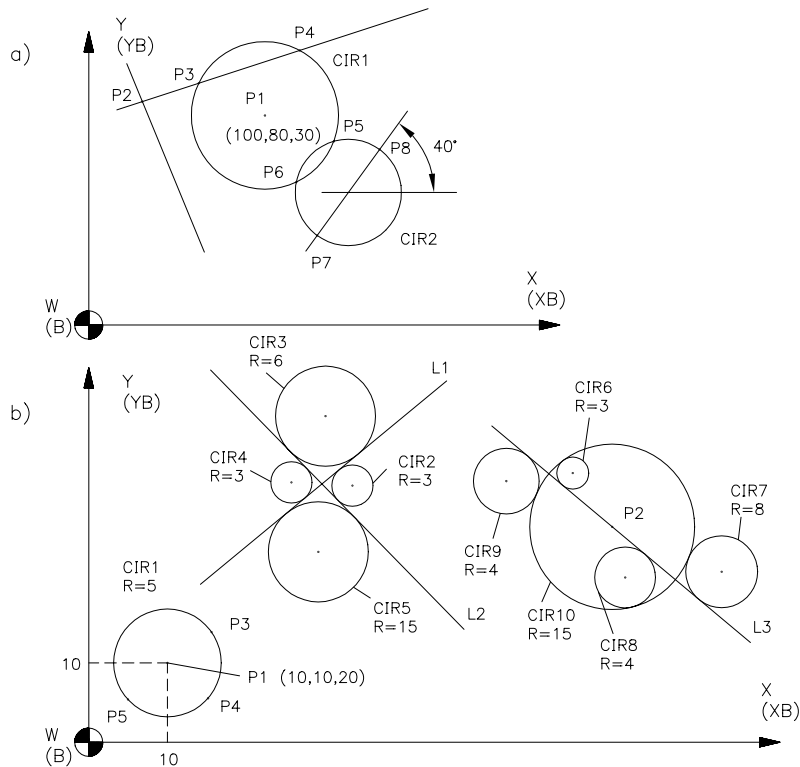 a)
Y
(YB)
P4
CIR1
P3
P2
P1
(100,80,30)
P5
P8
40°
P6
CIR2
P7
X
(XB)
W
(B)
b)
Y
(YB)
CIR3
R=6
L1
CIR4
R=3
CIR2
R=3
CIR6
R=3
P2
CIR7
R=8
CIR9
R=4
CIR1
R=5
CIR5
R=15
L2
CIR10
R=15
CIR8
R=4
L3
P3
10
P1 (10,10,20)
P4
P5
X
(XB)
W
(B)
10